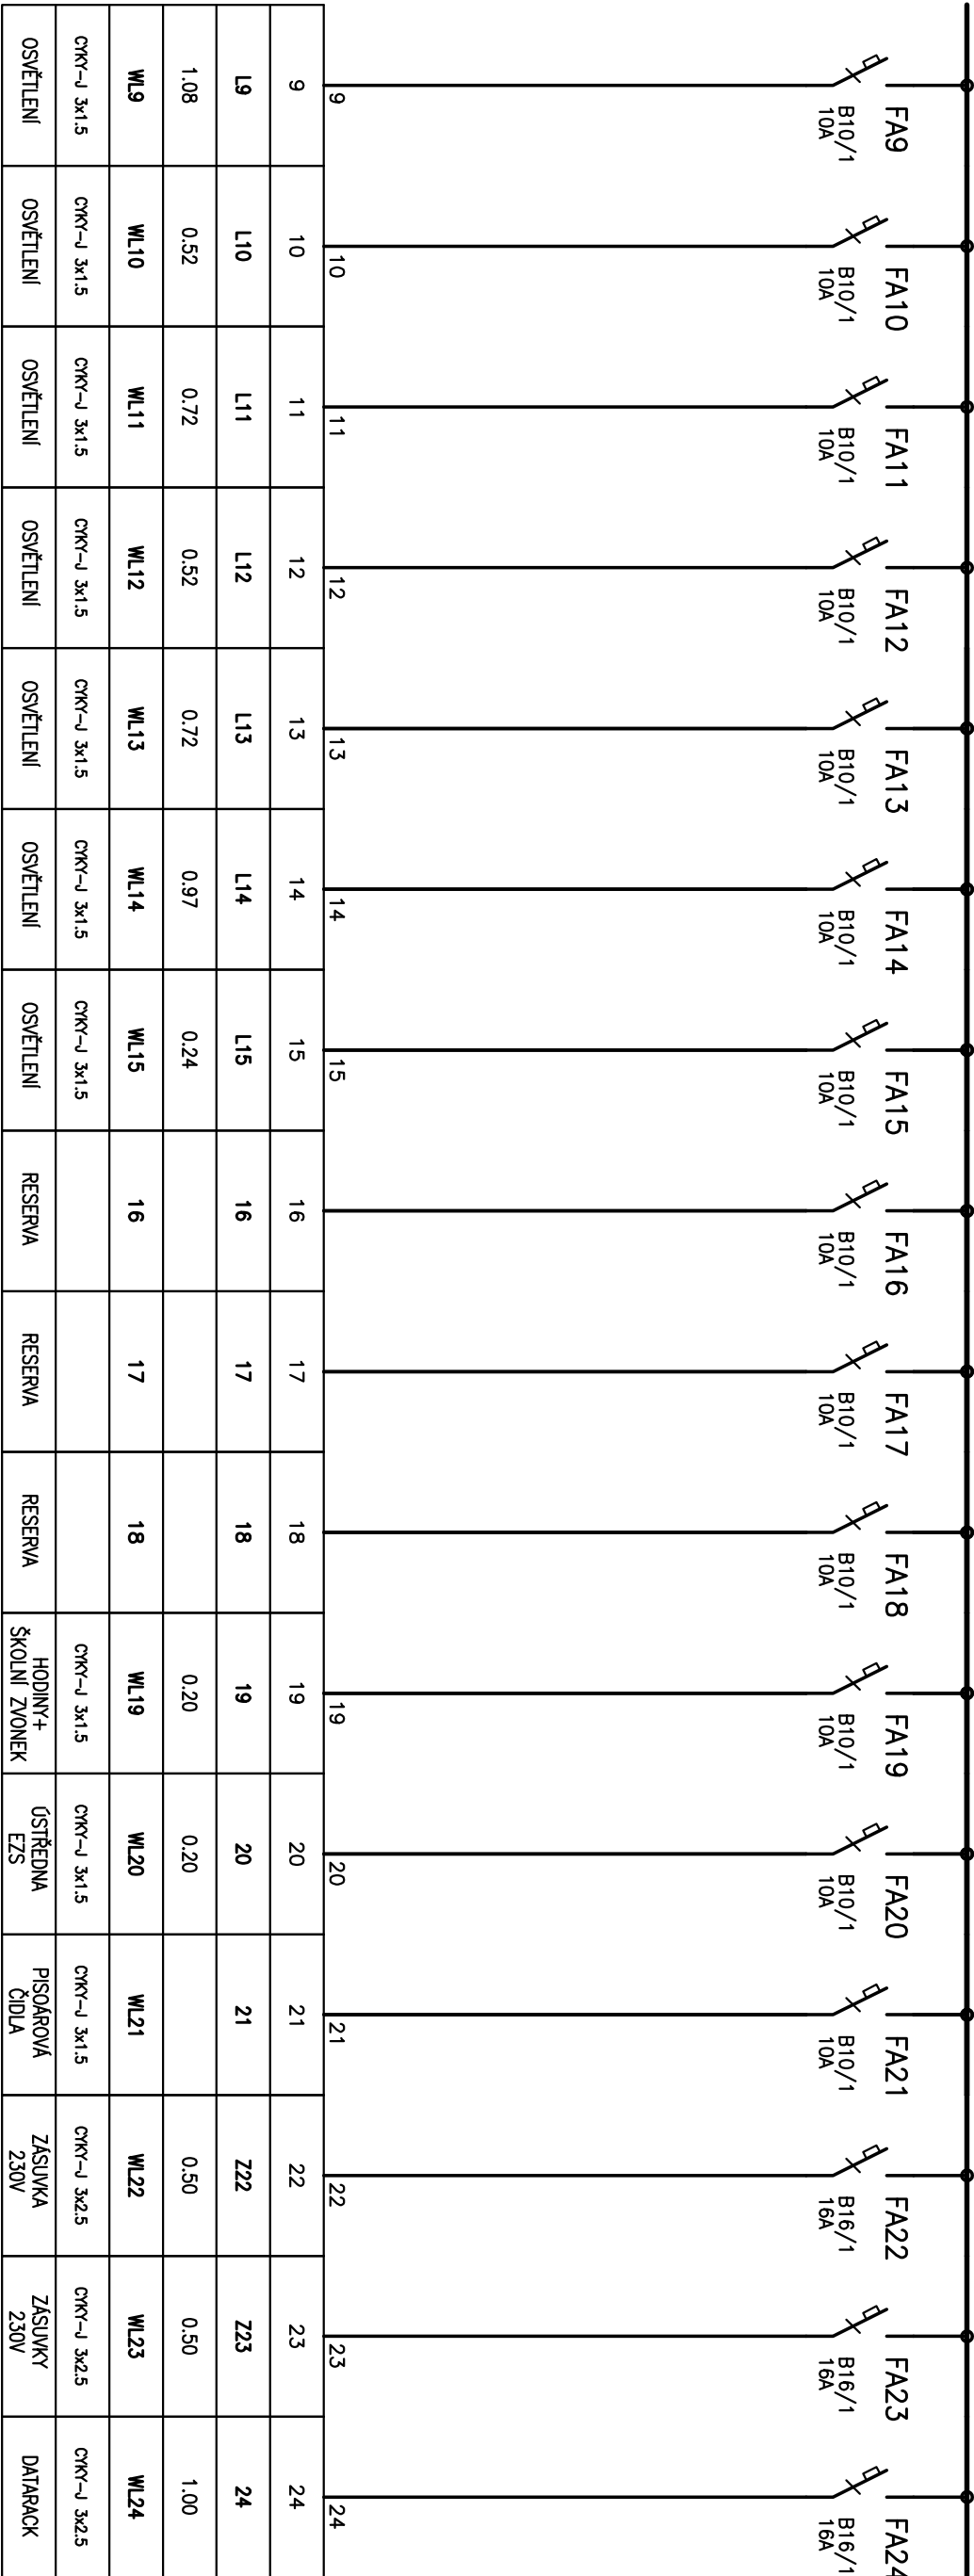 FA9
B10/1
10A
FA10
B10/1
10A
FA11
B10/1
10A
FA12
B10/1
10A
FA13
B10/1
10A
FA14
B10/1
10A
FA15
B10/1
10A
FA16
B10/1
10A
FA17
B10/1
10A
FA18
B10/1
10A
FA19
B10/1
10A
FA20
B10/1
10A
FA21
B10/1
10A
FA22
B16/1
16A
FA23
B16/1
16A
FA24
B16/1
16A
9 10 11 12 13 14 15 19 20 21 22 23 24
9 10 11 12 13 14 15 16 17 18 19 20 21 22 23 24
L9 L10 L11 L12 L13 L14 L15 16 17 18 19 20 21 Z22 Z23 24
1.08 0.52 0.72 0.52 0.72 0.97 0.24 0.20 0.20 0.50 0.50 1.00
WL9 WL10 WL11 WL12 WL13 WL14 WL15 16 17 18 WL19 WL20 WL21 WL22 WL23 WL24
CYKY-J 3x1.5 CYKY-J 3x1.5 CYKY-J 3x1.5 CYKY-J 3x1.5 CYKY-J 3x1.5 CYKY-J 3x1.5 CYKY-J 3x1.5 CYKY-J 3x1.5 CYKY-J 3x1.5 CYKY-J 3x1.5 CYKY-J 3x2.5 CYKY-J 3x2.5 CYKY-J 3x2.5
OSVĚTLENÍ
OSVĚTLENÍ
OSVĚTLENÍ
OSVĚTLENÍ
OSVĚTLENÍ
OSVĚTLENÍ
OSVĚTLENÍ
RESERVA
RESERVA
RESERVA
HODINY+
ŠKOLNÍ ZVONEK
ÚSTŘEDNA
EZS
PISOÁROVÁ
ČIDLA
ZÁSUVKA
230V
ZÁSUVKY
230V
DATARACK